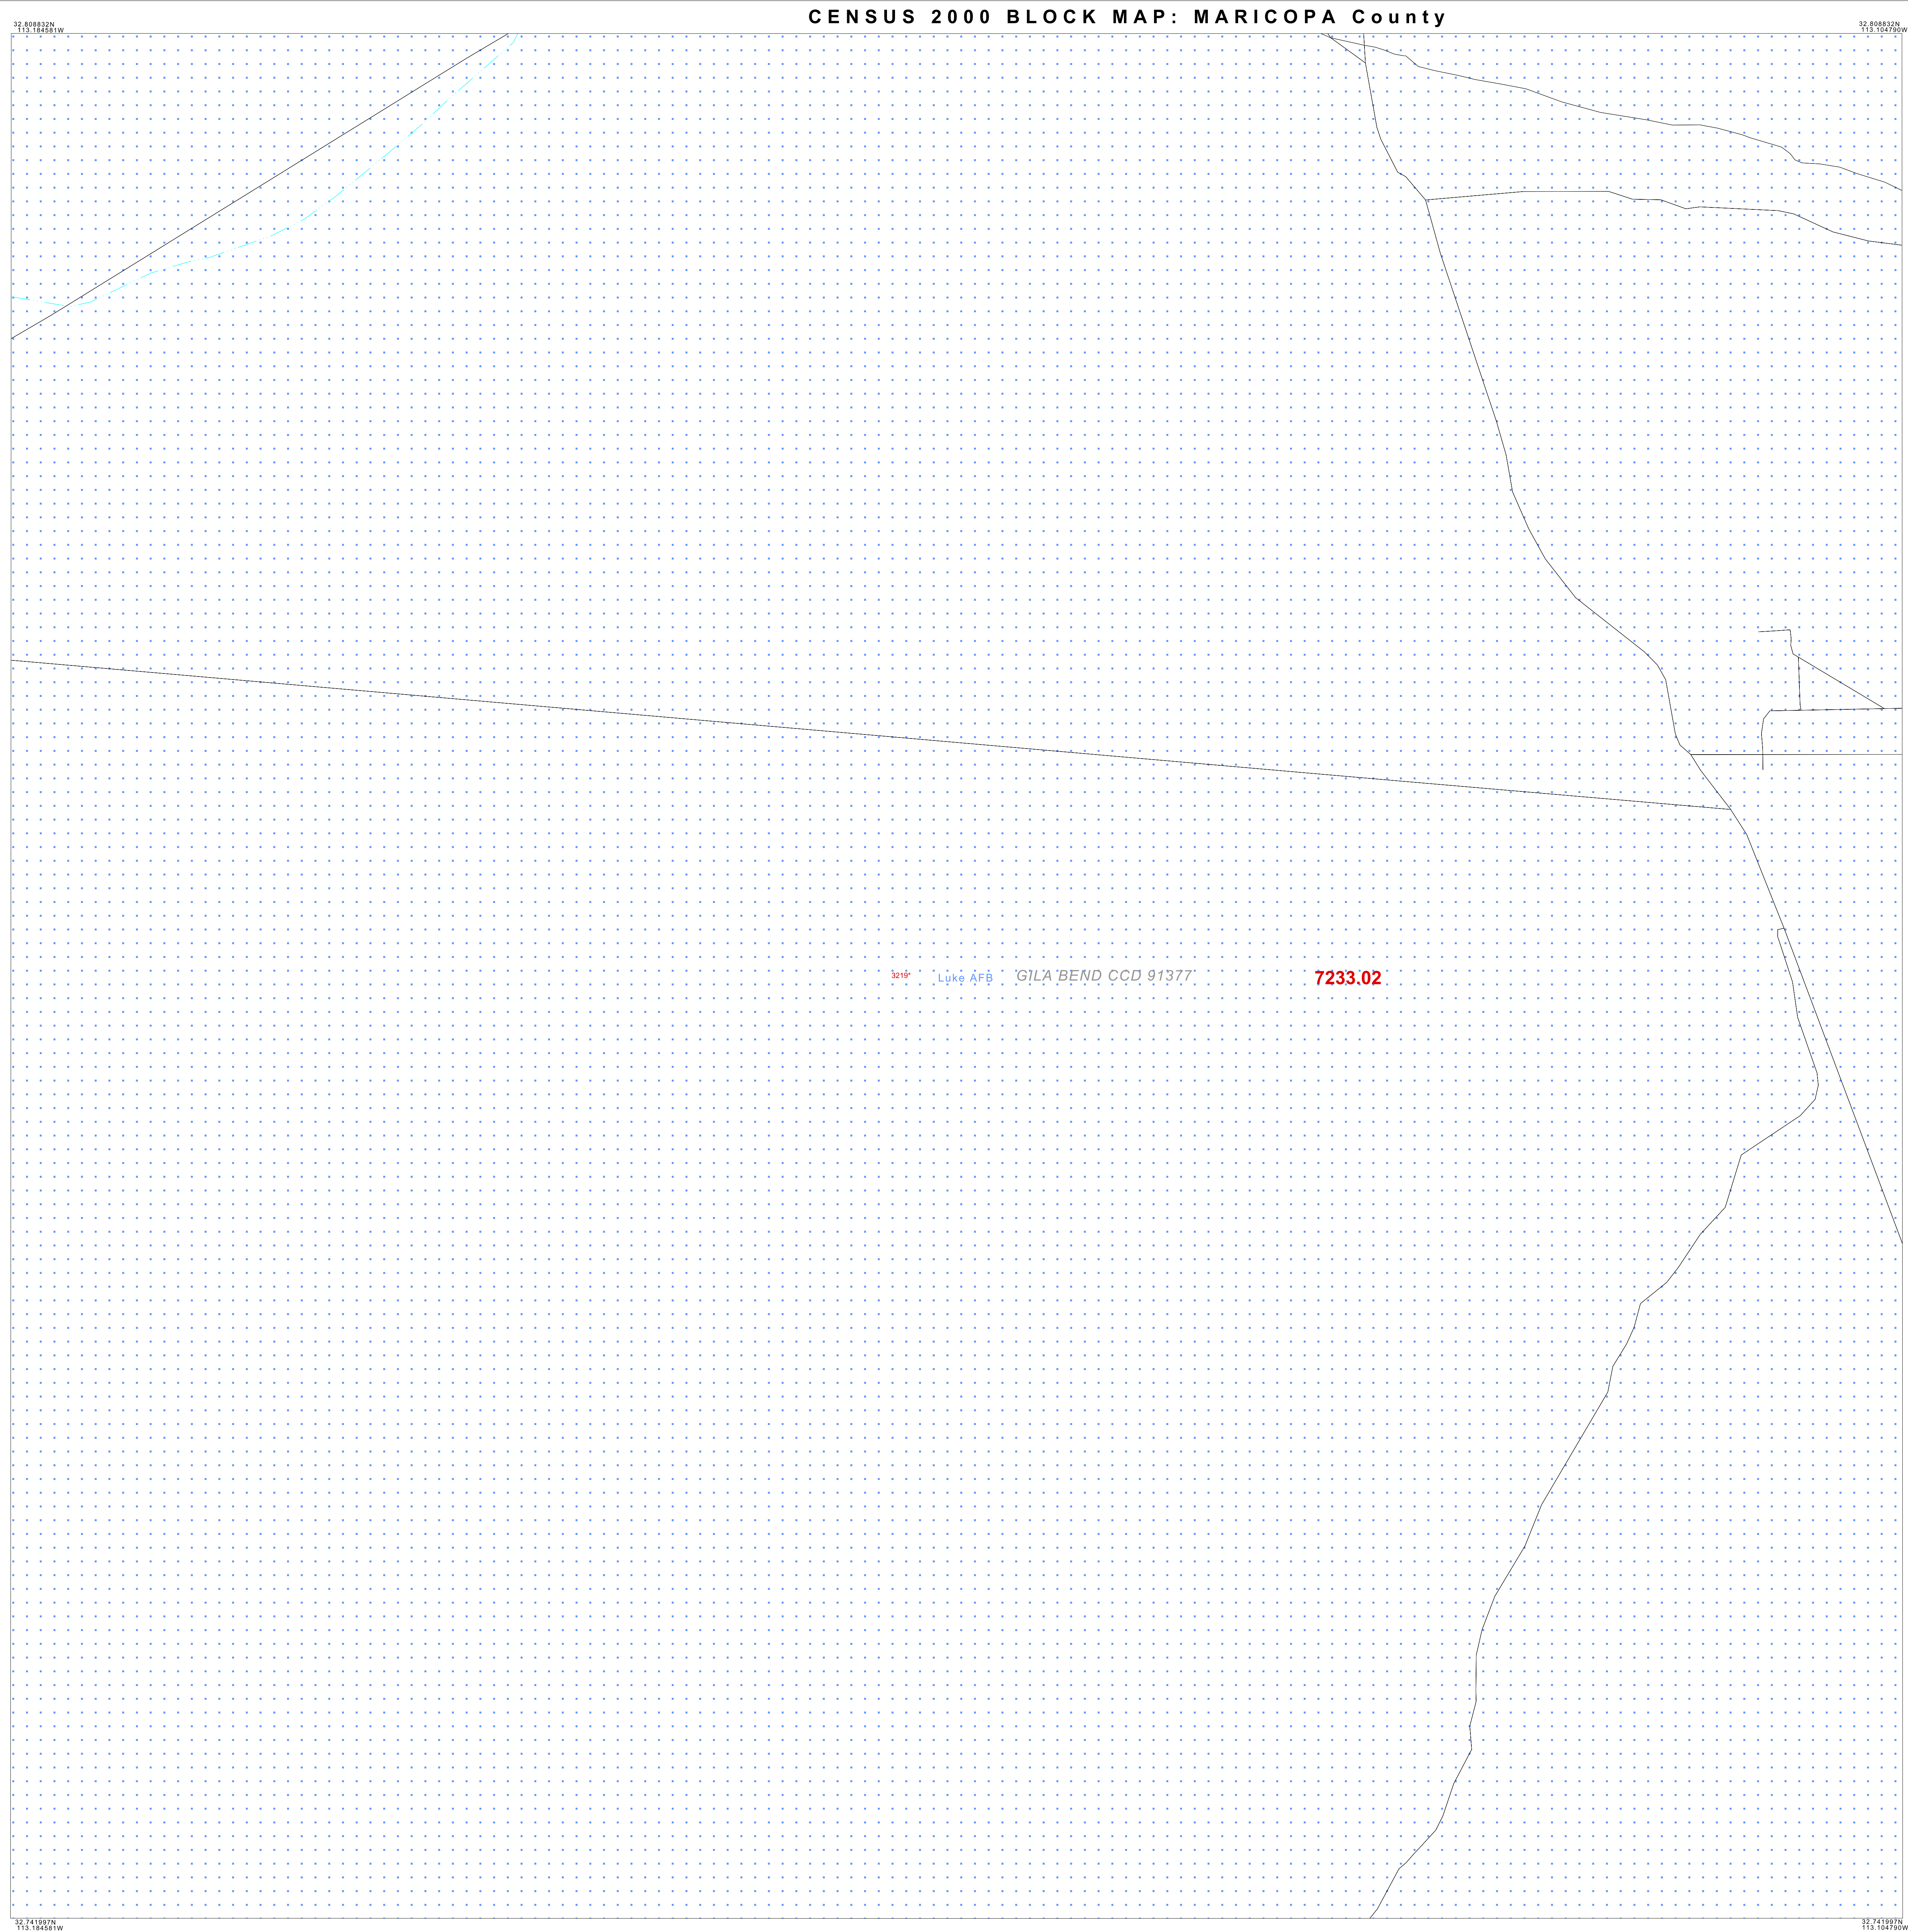 CENSUS 2000 BLOCK MAP: MARICOPA County
32.808832N
113.184581W
32.808832N
113.104790W
3219*
Luke AFB
GILA BEND CCD 91377
7233.02
32.741997N
113.184581W
32.741997N
113.104790W